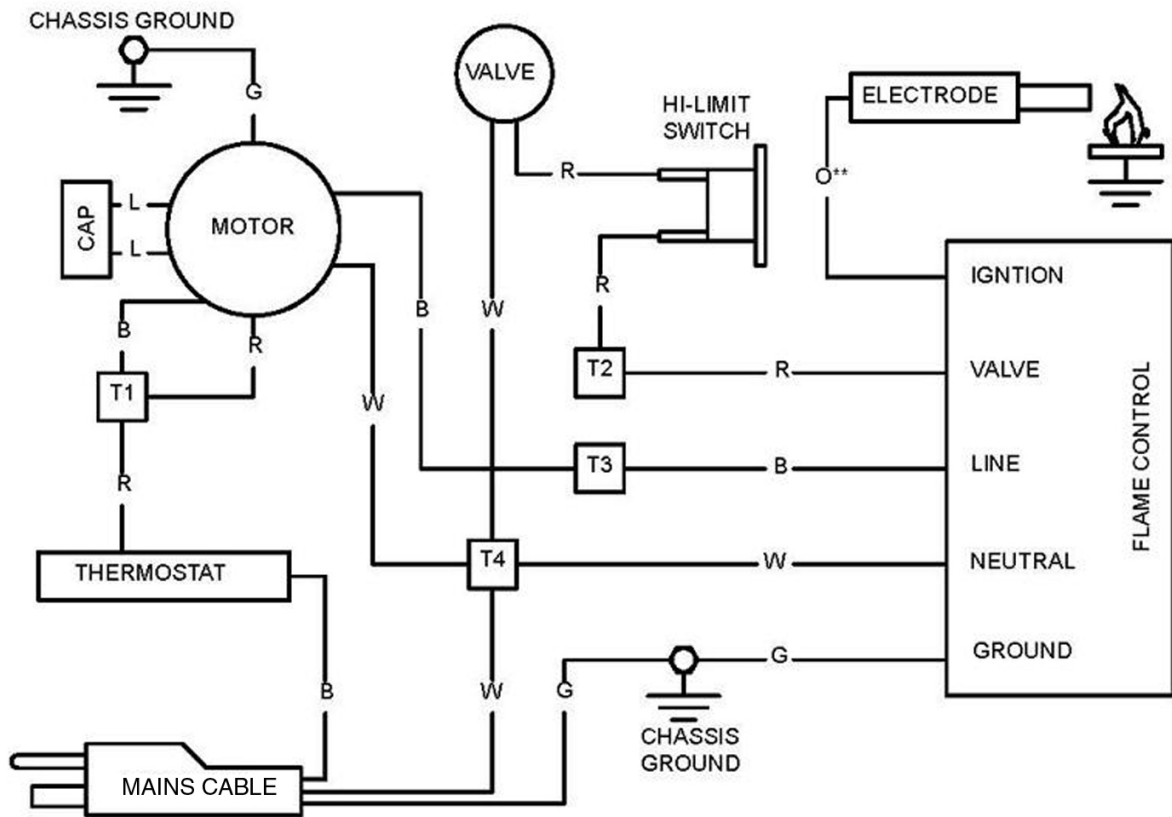 CHASSIS GROUND
VALVE
HI-LIMIT
SWITCH
ELECTRODE
G
R
O**
CAP
L
L
MOTOR
IGNTION
B
R
B
W
R
T1
T2
R
VALVE
W
R
T3
B
LINE
FLAME CONTROL
THERMOSTAT
T4
W
NEUTRAL
B
W
G
G
GROUND
CHASSIS
GROUND
MAINS CABLE